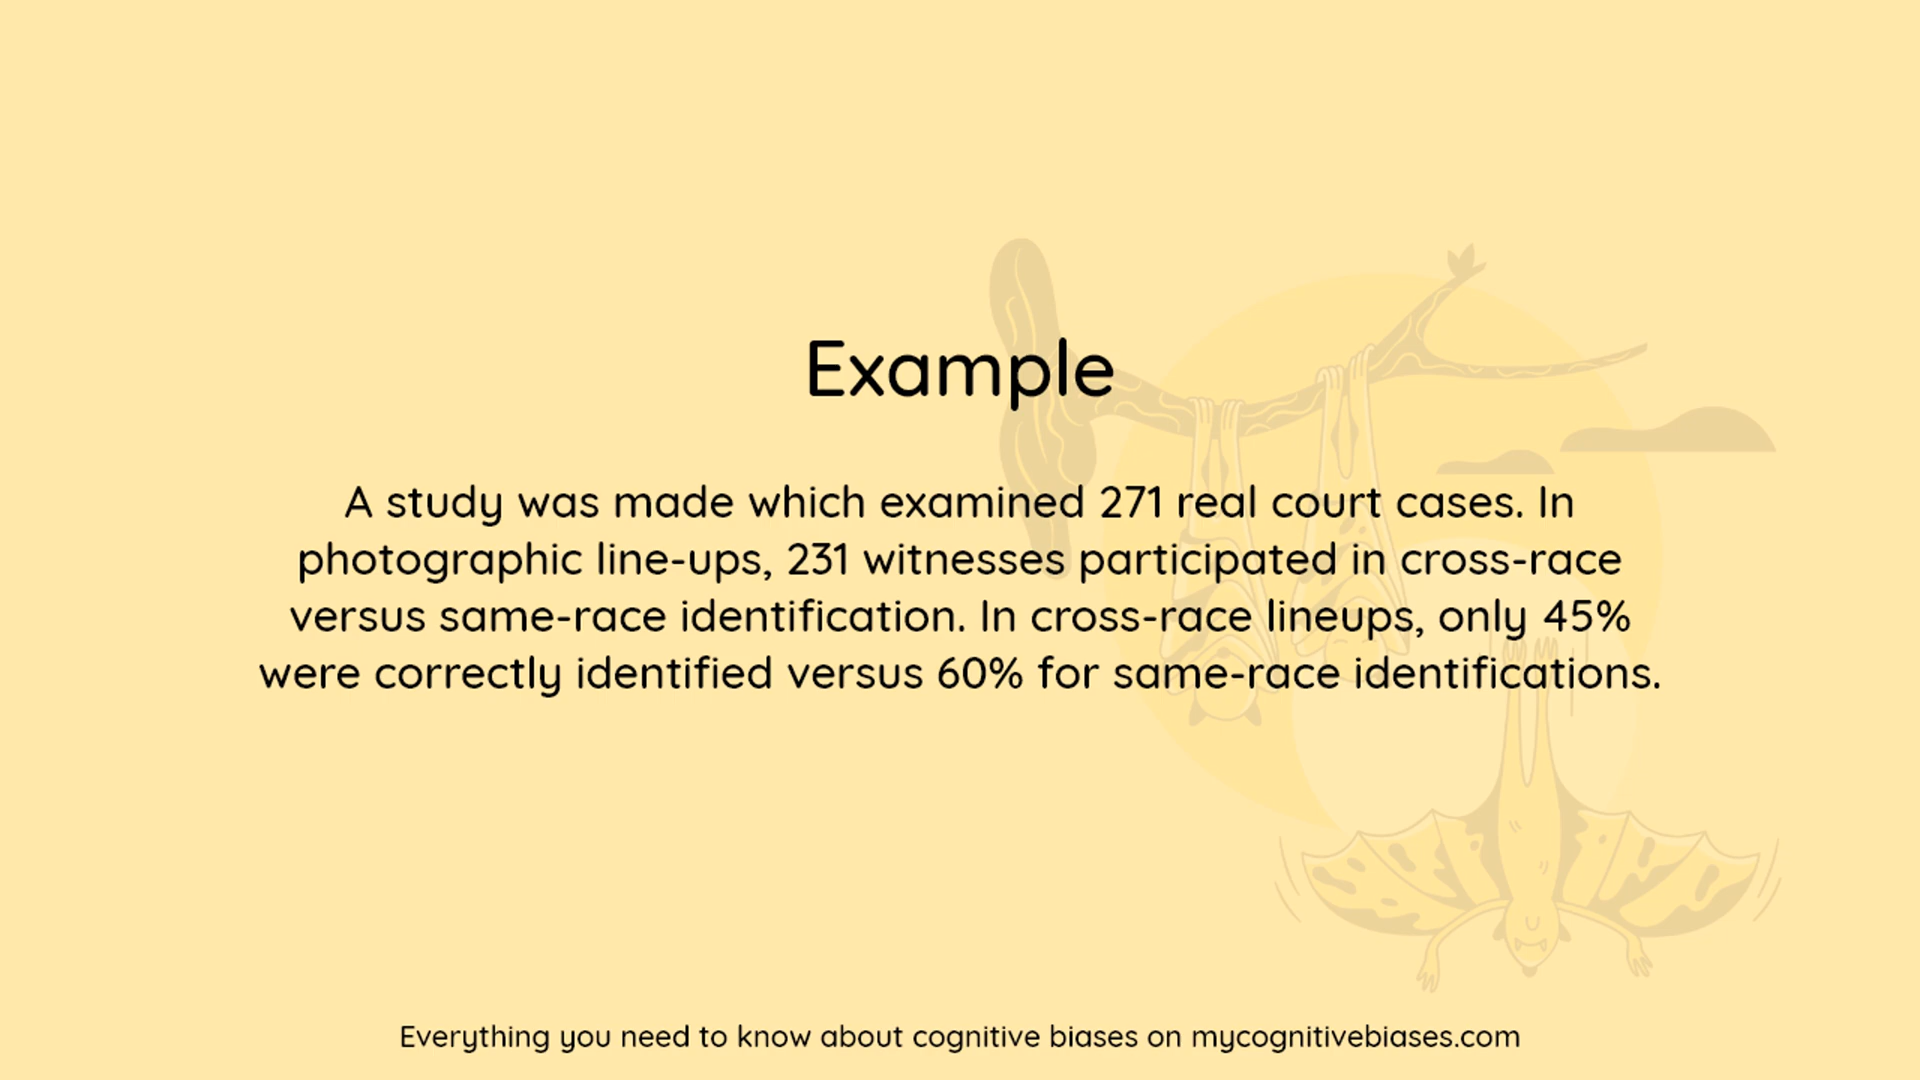 Example
A study was made which examined 271 real court cases. In
photographic line-ups, 231 witnesses participated in cross-race
versus same-race identification. In cross-race lineups, only 45%
were correctly identified versus 60% for same-race identifications.
Everything you need to know about cognitive biases on mycognitivebiases.com